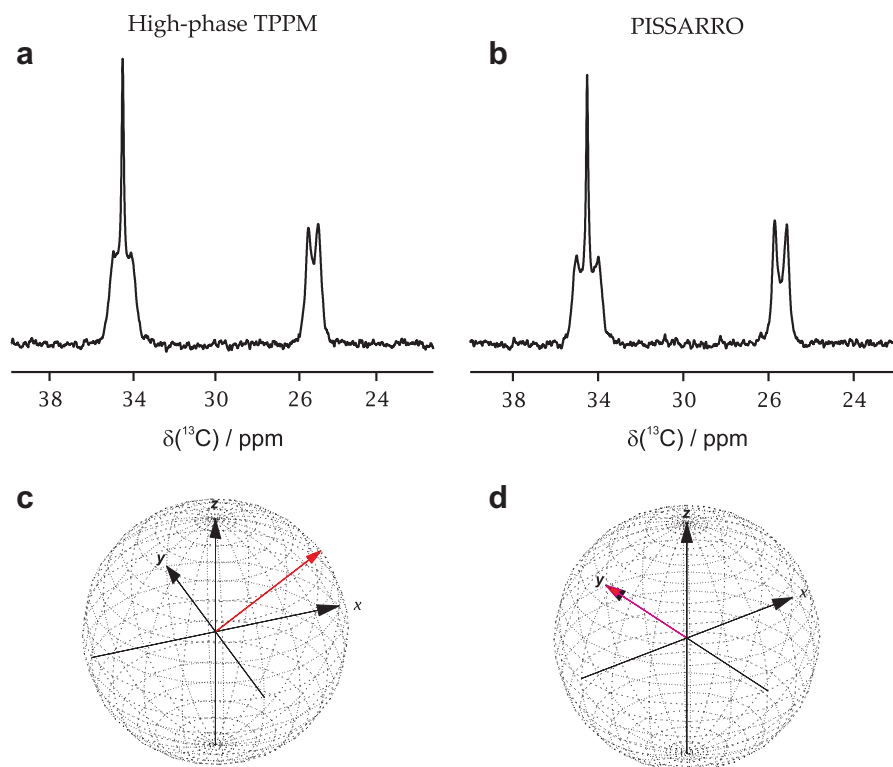 High-phase TPPM
PISSARRO
a
b
38 34 30 26 24
38 34 30 26 24
δ(¹³C) / ppm
δ(¹³C) / ppm
c
d
z
y
x
z
y
x